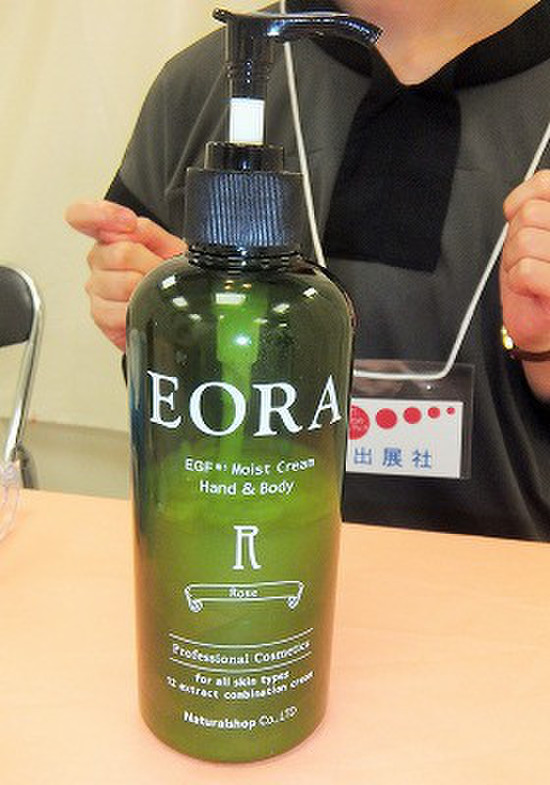 EORA
EGF*1 Moist Cream
Hand & Body
R
Rose
Professional Cosmetics
for all skin types
12 extract combination cream
Naturalshop Co.,LTD
出展社